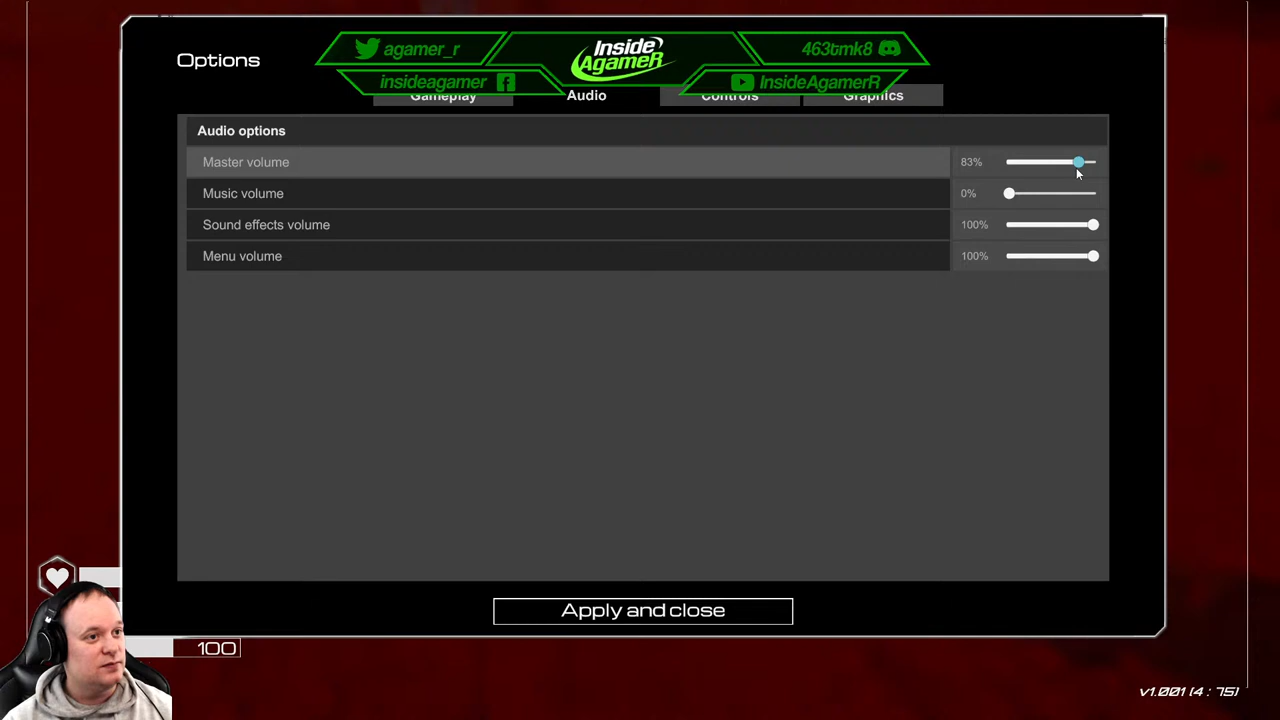 Options
agamer_r
Inside
AgameR
463tmk8
insideagamer
InsideAgamerR
Gameplay
Audio
Controls
Graphics
Audio options
Master volume
83%
Music volume
0%
Sound effects volume
100%
Menu volume
100%
Apply and close
100
v1.001 (4 : 75)